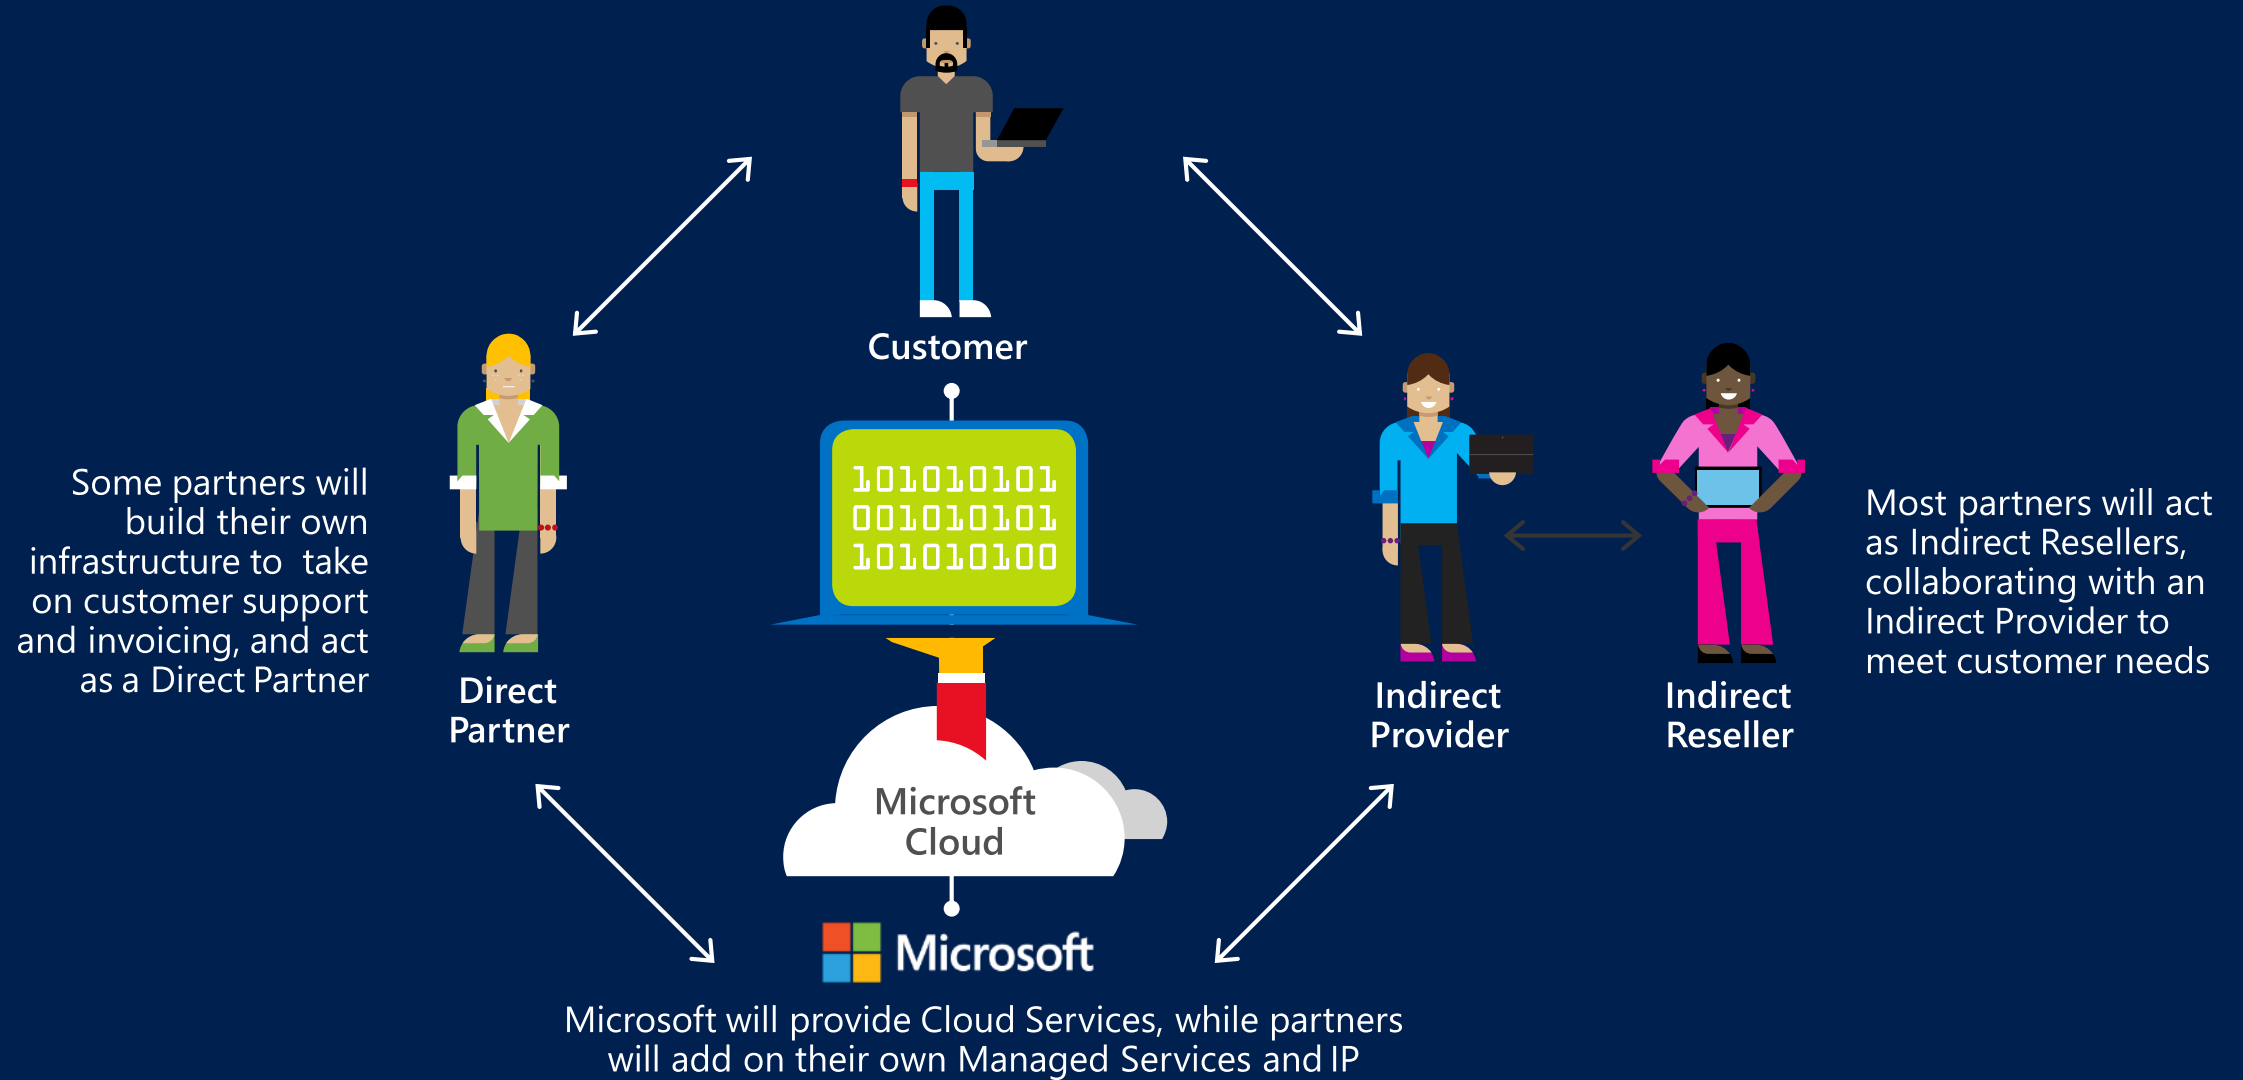 Customer
101010101
001010101
101010100
Some partners will
build their own
infrastructure to  take
on customer support
and invoicing, and act
as a Direct Partner
Direct
Partner
Indirect
Provider
Indirect
Reseller
Most partners will act
as Indirect Resellers,
collaborating with an
Indirect Provider to
meet customer needs
Microsoft
Cloud
Microsoft
Microsoft will provide Cloud Services, while partners
will add on their own Managed Services and IP